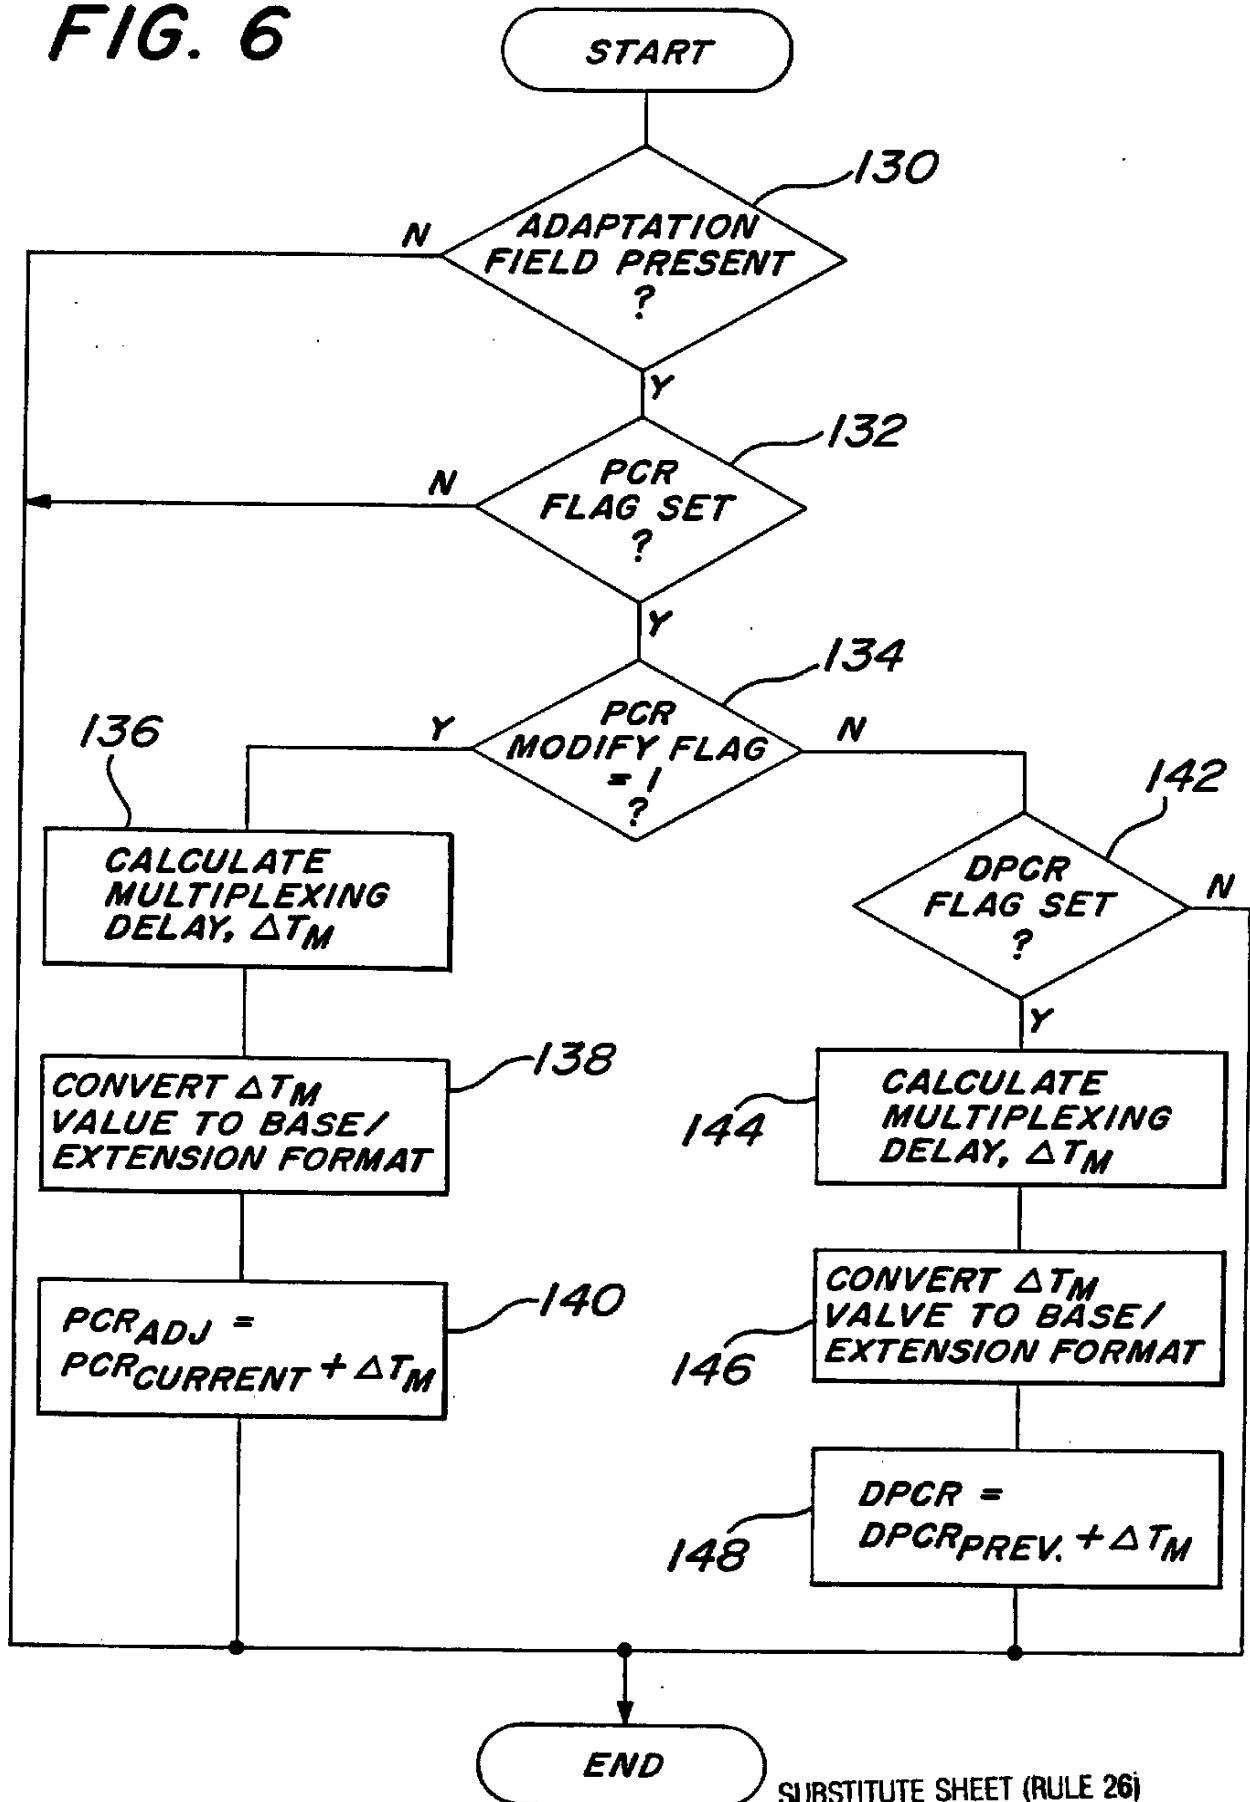 FIG. 6
START
130
ADAPTATION
FIELD PRESENT
?
N
Y
132
PCR
FLAG SET
?
N
Y
134
PCR
MODIFY FLAG
= 1
?
Y
N
136
CALCULATE
MULTIPLEXING
DELAY, ΔTM
138
CONVERT ΔTM
VALUE TO BASE/
EXTENSION FORMAT
140
PCRADJ =
PCRCURRENT + ΔTM
142
DPCR
FLAG SET
?
N
Y
144
CALCULATE
MULTIPLEXING
DELAY, ΔTM
146
CONVERT ΔTM
VALVE TO BASE/
EXTENSION FORMAT
148
DPCR =
DPCRPREV. + ΔTM
END
SUBSTITUTE SHEET (RULE 26)